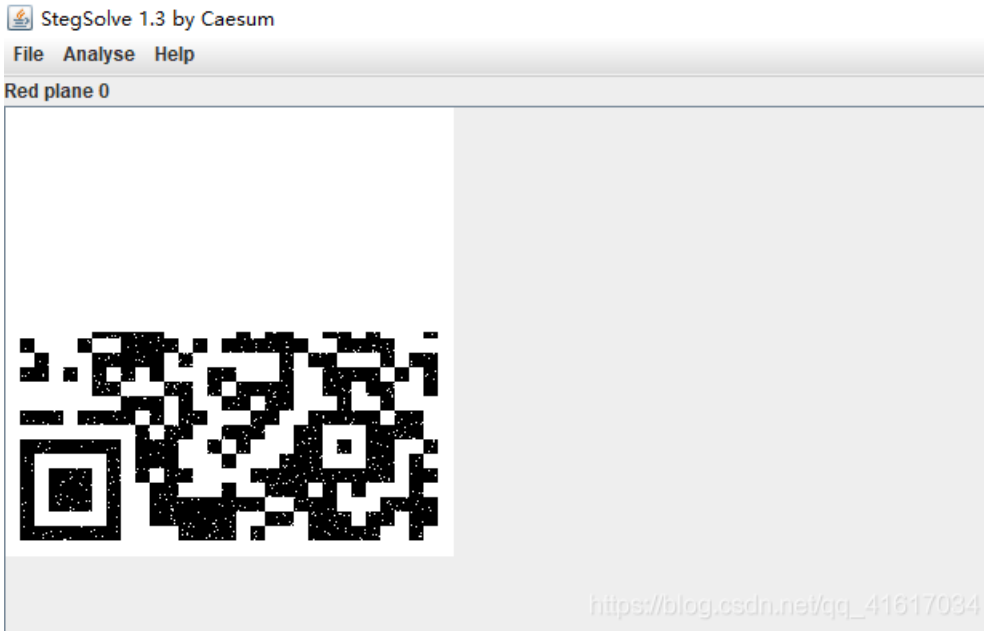 StegSolve 1.3 by Caesum
File Analyse Help
Red plane 0
https://blog.csdn.net/qq_41617034